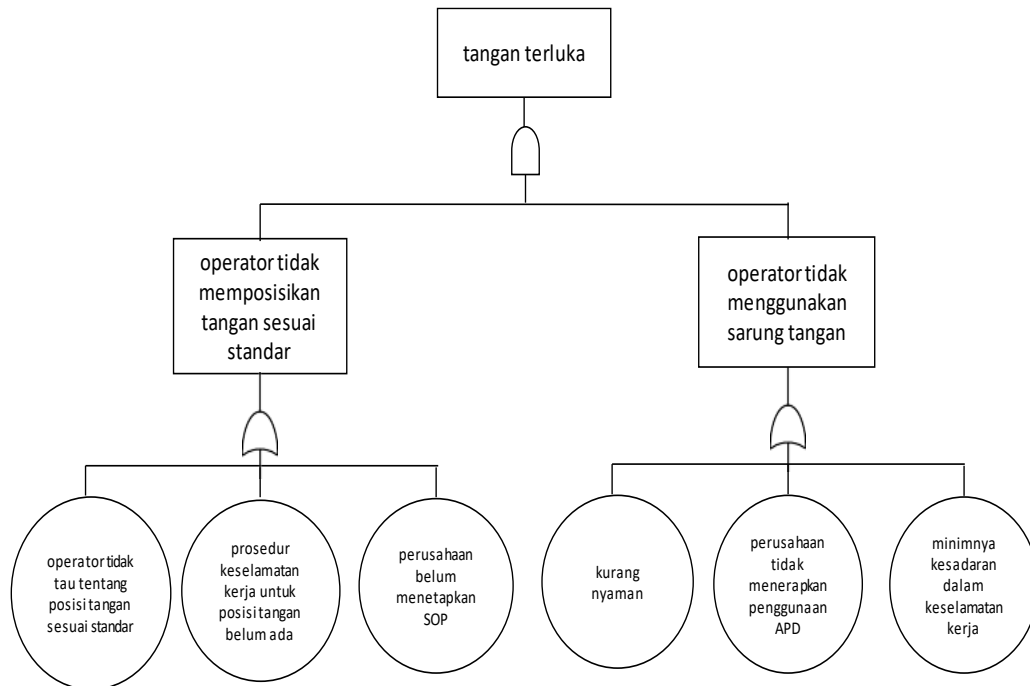 tangan terluka
operator tidak
memposisikan
tangan sesuai
standar
operator tidak
menggunakan
sarung tangan
operator tidak
tau tentang
posisi tangan
sesuai standar
prosedur
keselamatan
kerja untuk
posisi tangan
belum ada
perusahaan
belum
menetapkan
SOP
kurang
nyaman
perusahaan
tidak
menerapkan
penggunaan
APD
minimnya
kesadaran
dalam
keselamatan
kerja